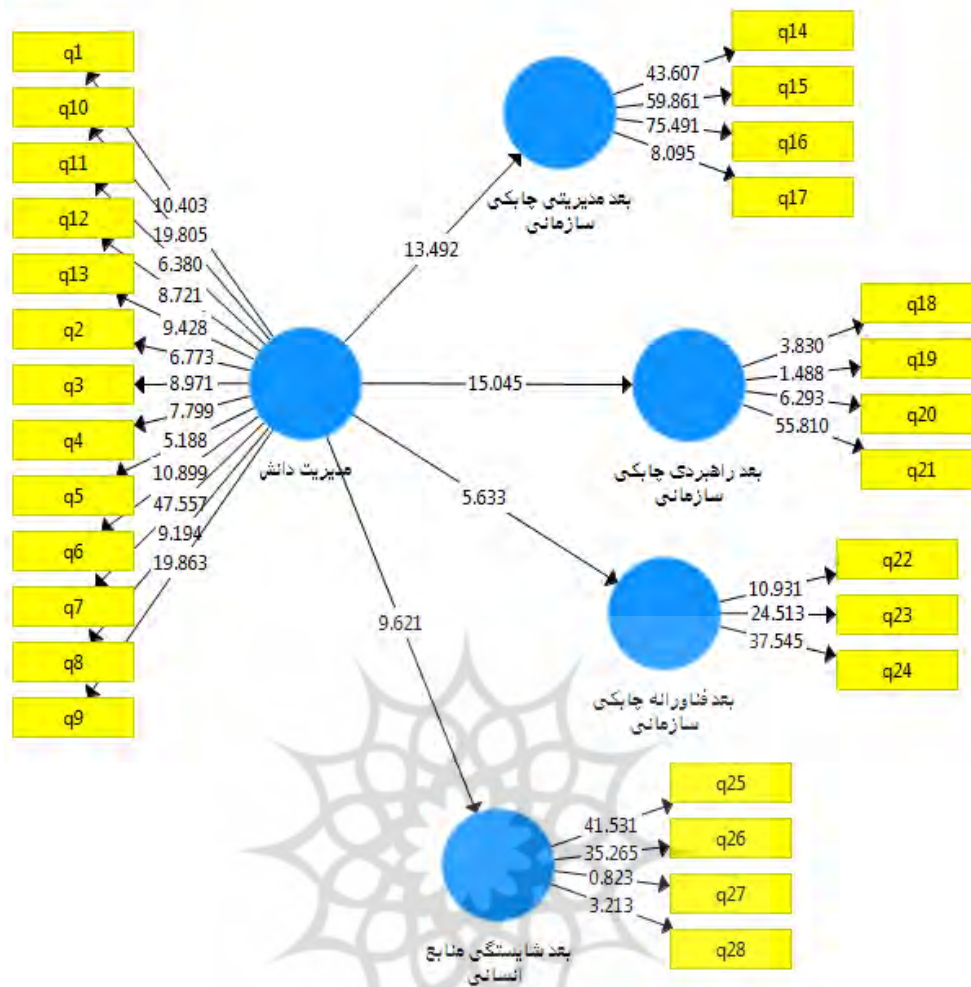 q1
q10
q11
q12
q13
q2
q3
q4
q5
q6
q7
q8
q9
10.403
19.805
6.380
8.721
9.428
6.773
8.971
7.799
5.188
10.899
47.557
9.194
19.863
مدیریت دانش
13.492
15.045
5.633
9.621
بعد مدیریتی چابکی
سازمانی
43.607
59.861
75.491
8.095
q14
q15
q16
q17
بعد راهبردی چابکی
سازمانی
3.830
1.488
6.293
55.810
q18
q19
q20
q21
بعد فناورانه چابکی
سازمانی
10.931
24.513
37.545
q22
q23
q24
بعد شایستگی منابع
انسانی
41.531
35.265
0.823
3.213
q25
q26
q27
q28